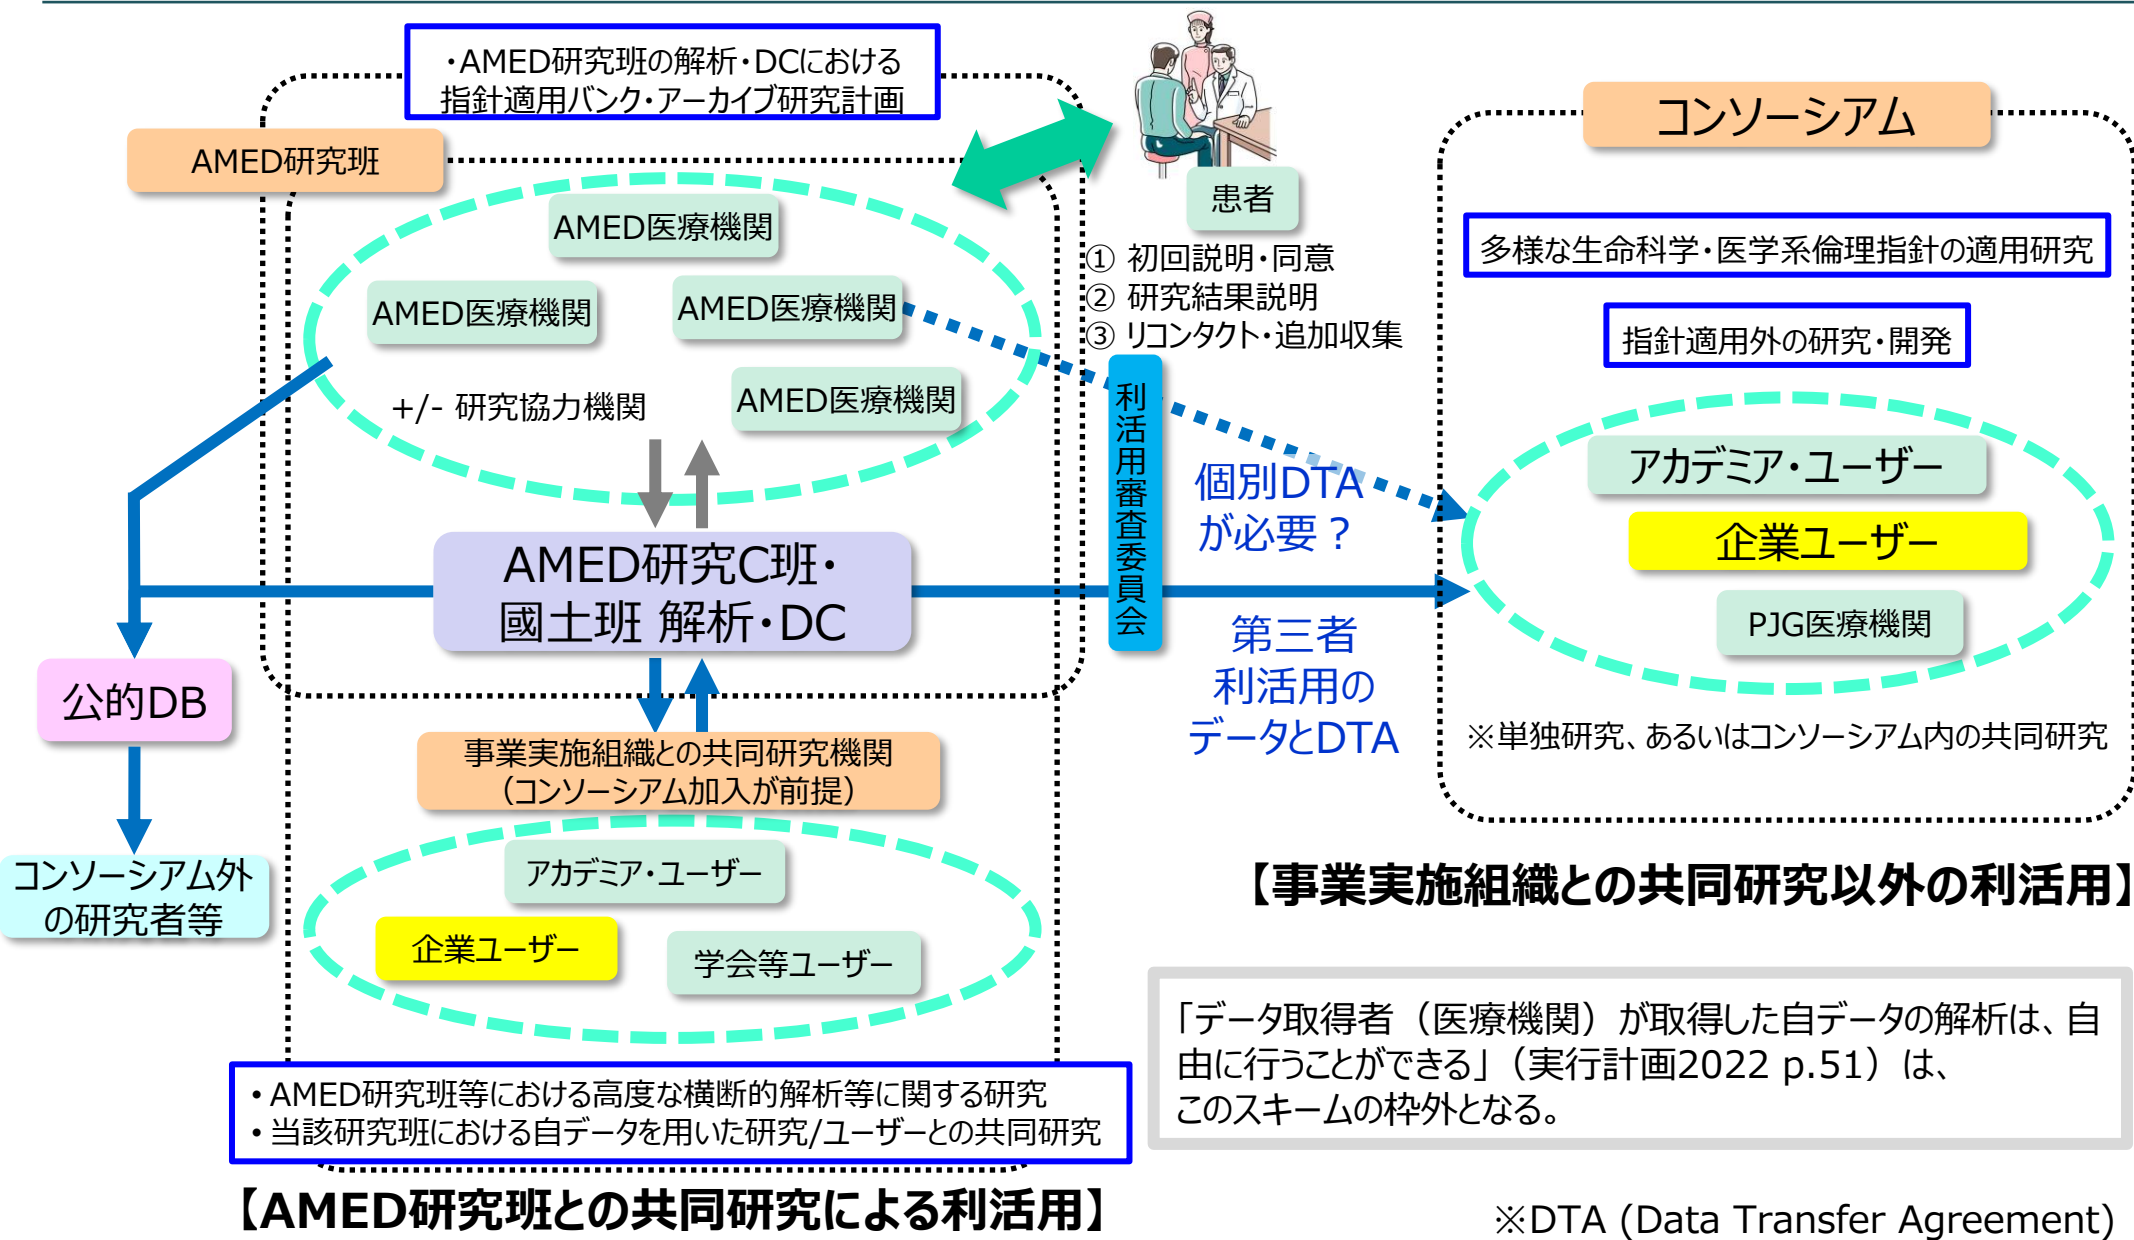 ・AMED研究班の解析・DCにおける
指針適用バンク・アーカイブ研究計画
AMED研究班
AMED医療機関
AMED医療機関
AMED医療機関
AMED医療機関
+/- 研究協力機関
患者
① 初回説明・同意
② 研究結果説明
③ リコンタクト・追加収集
利活用審査委員会
コンソーシアム
多様な生命科学・医学系倫理指針の適用研究
指針適用外の研究・開発
アカデミア・ユーザー
企業ユーザー
PJG医療機関
※単独研究、あるいはコンソーシアム内の共同研究
個別DTA
が必要？
AMED研究C班・
國土班 解析・DC
第三者
利活用の
データとDTA
公的DB
コンソーシアム外
の研究者等
事業実施組織との共同研究機関
（コンソーシアム加入が前提）
アカデミア・ユーザー
企業ユーザー
学会等ユーザー
【事業実施組織との共同研究以外の利活用】
「データ取得者（医療機関）が取得した自データの解析は、自
由に行うことができる」（実行計画2022 p.51）は、
このスキームの枠外となる。
• AMED研究班等における高度な横断的解析等に関する研究
• 当該研究班における自データを用いた研究/ユーザーとの共同研究
【AMED研究班との共同研究による利活用】
※DTA (Data Transfer Agreement)